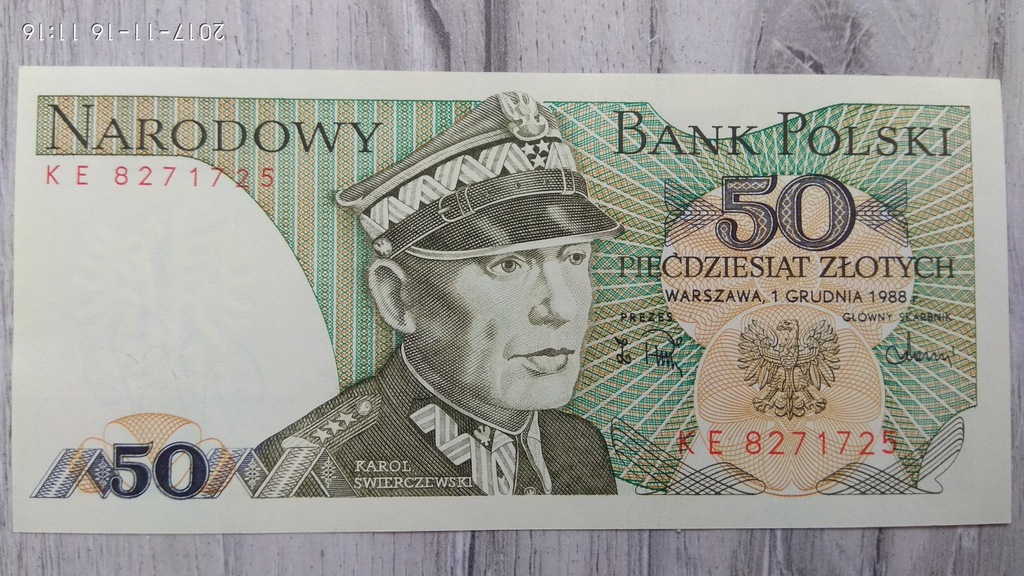 2017-11-16 11:16
NARODOWY BANK POLSKI
KE 8271725
50
PIĘĆDZIESIĄT ZŁOTYCH
WARSZAWA, 1 GRUDNIA 1988 r.
PREZES GŁÓWNY SKARBNIK
KE 8271725
50
KAROL
ŚWIERCZEWSKI